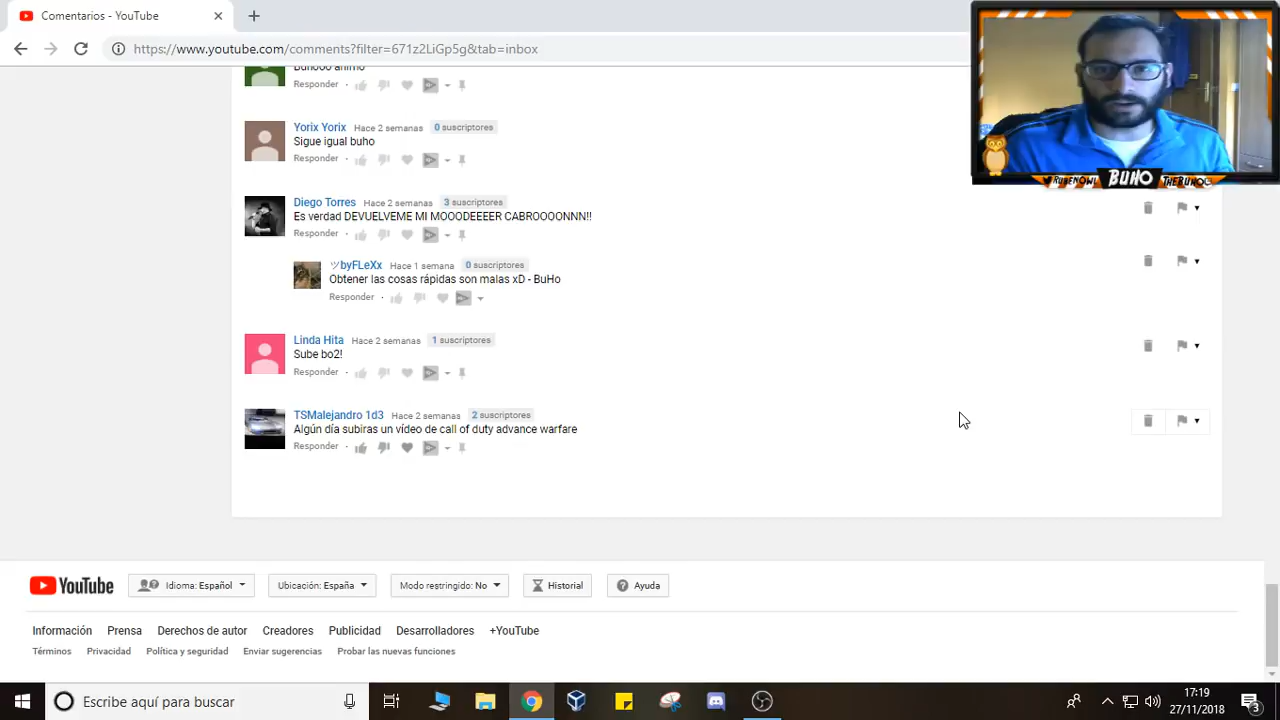 Comentarios - YouTube
https://www.youtube.com/comments?filter=671z2LiGp5g&tab=inbox
Buhooo animo
Responder
Yorix Yorix Hace 2 semanas 0 suscriptores
Sigue igual buho
Responder
Diego Torres Hace 2 semanas 3 suscriptores
Es verdad DEVUELVEME MI MOOODEEEER CABROOOONNN!!
Responder
ツbyFLeXx Hace 1 semana 0 suscriptores
Obtener las cosas rápidas son malas xD - BuHo
Responder
Linda Hita Hace 2 semanas 1 suscriptores
Sube bo2!
Responder
TSMalejandro 1d3 Hace 2 semanas 2 suscriptores
Algún día subiras un vídeo de call of duty advance warfare
Responder
RUBENOWL BUHO
YouTube Idioma: Español Ubicación: España Modo restringido: No Historial Ayuda
Información Prensa Derechos de autor Creadores Publicidad Desarrolladores +YouTube
Términos Privacidad Política y seguridad Enviar sugerencias Probar las nuevas funciones
Escribe aquí para buscar
17:19
27/11/2018
3